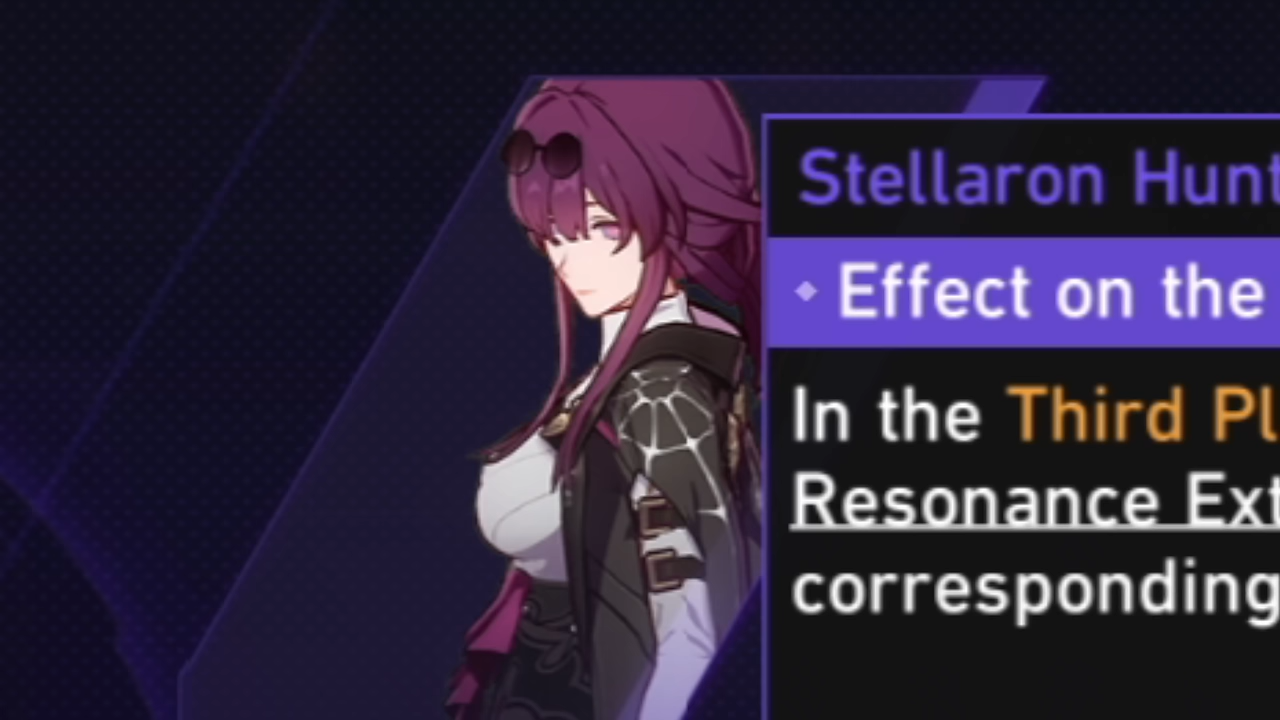 Stellaron Hunt
Effect on the
In the Third Pl
Resonance Ext
corresponding